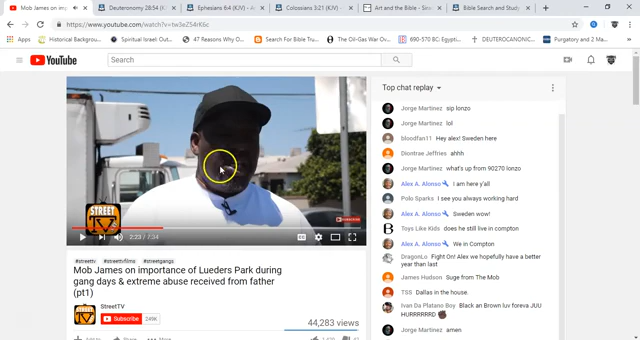 Mob James on imp
Deuteronomy 28:54 (KJV)
Ephesians 6:4 (KJV)
Colossians 3:21 (KJV)
Art and the Bible
Bible Search and Study
https://www.youtube.com/watch?v=tw3eZ54rK6c
Apps
Historical Background
Spiritual Israel: Outr
47 Reasons Why O
Search For Bible Tru
The Oil-Gas War Ov
690-570 BC: Egypti
DEUTEROCANONIC
Purgatory and 2 Ma
YouTube
Search
Top chat replay
Jorge Martinez sip lonzo
Jorge Martinez lol
bloodfan11 Hey alex! Sweden here
Diontrae Jeffries ahhh
Jorge Martinez what's up from 90270 lonzo
Alex A. Alonso I am here y'all
Polo Sparks I see you always working hard
Alex A. Alonso Sweden wow!
Toys Like Kids does he still live in compton
Alex A. Alonso We in Compton
DragonLo Fight On! Alex we hopefully have a better
year than last
James Hudson Suge from The Mob
TSS Dallas in the house.
Ivan Da Platano Boy Black an Brown luv foreva JUU
HURRRRRRD
Jorge Martinez amen
STREET
TV
SUBSCRIBE
2:23 / 7:34
CC
#streettv #streettvfilms #streetgangs
Mob James on importance of Lueders Park during
gang days & extreme abuse received from father
(pt1)
StreetTV
Subscribe 249K
44,283 views